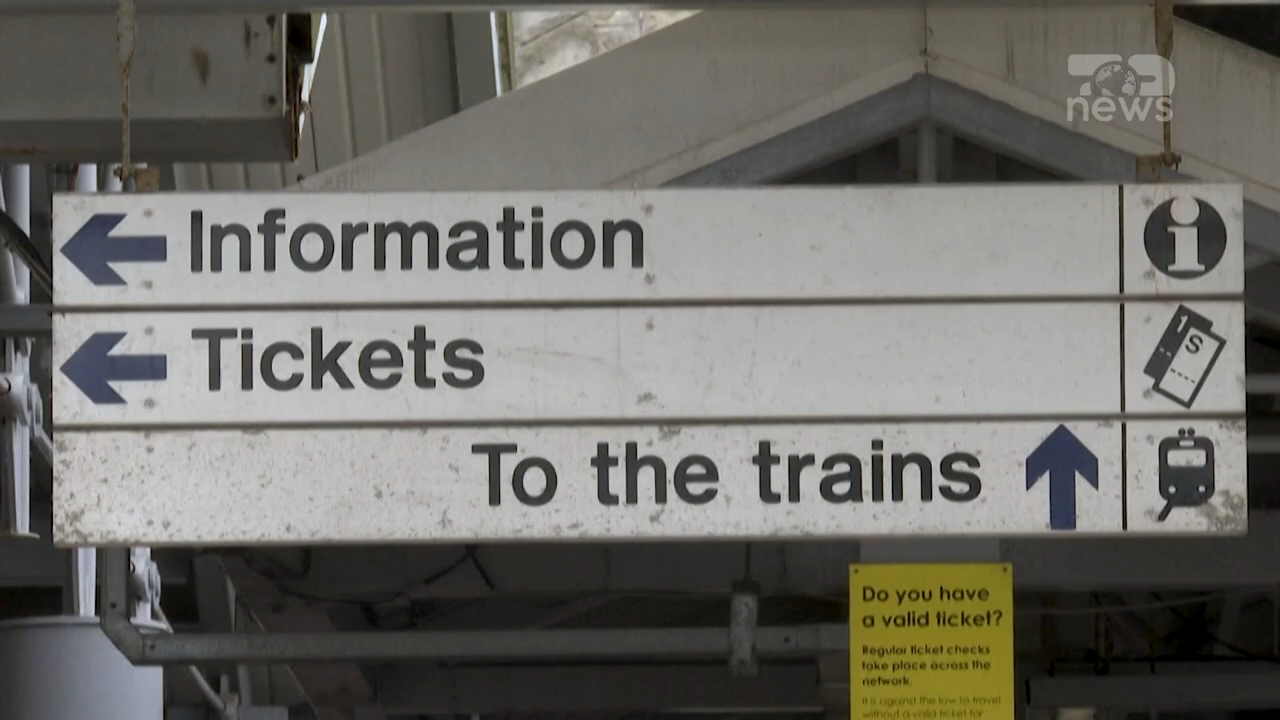 news
Information
Tickets
S
To the trains
Do you have
a valid ticket?
Regular ticket checks
take place across the
network.
It is against the law to travel
without a valid ticket for